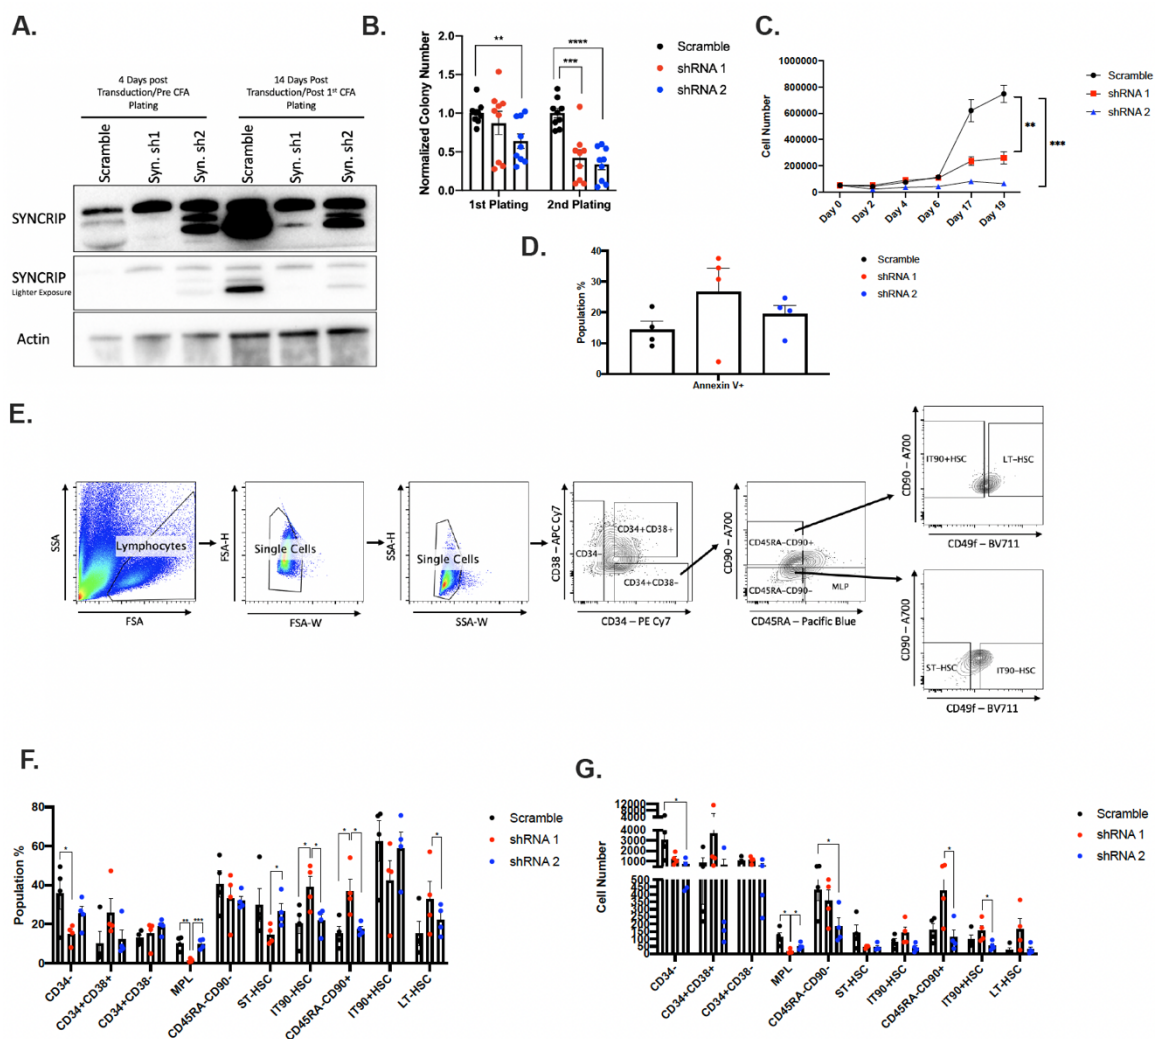 A.
4 Days post
Transduction/Pre CFA
Plating
14 Days Post
Transduction/Post 1st CFA
Plating
Scramble
Syn. sh1
Syn. sh2
Scramble
Syn. sh1
Syn. sh2
SYNCRIP
SYNCRIP
Lighter Exposure
Actin
B.
Normalized Colony Number
2.0
1.5
1.0
0.5
0.0
**
***
****
1st Plating
2nd Plating
Scramble
shRNA 1
shRNA 2
C.
Cell Number
1000000
800000
600000
400000
200000
0
Day 0
Day 2
Day 4
Day 6
Day 17
Day 19
**
***
Scramble
shRNA 1
shRNA 2
D.
Population %
40
30
20
10
0
Annexin V+
Scramble
shRNA 1
shRNA 2
E.
SSA
Lymphocytes
FSA
FSA-H
Single Cells
FSA-W
SSA-H
Single Cells
SSA-W
CD38 – APC Cy7
CD34-
CD34+CD38+
CD34+CD38-
CD34 – PE Cy7
CD90 – A700
CD45RA-CD90+
CD45RA-CD90-
MLP
CD45RA – Pacific Blue
CD90 – A700
IT90+HSC
LT-HSC
CD49f – BV711
CD90 – A700
ST-HSC
IT90-HSC
CD49f – BV711
F.
Population %
80
60
40
20
0
*
**
***
*
*
*
*
*
*
CD34-
CD34+CD38+
CD34+CD38-
MPL
CD45RA-CD90-
ST-HSC
IT90-HSC
CD45RA-CD90+
IT90+HSC
LT-HSC
Scramble
shRNA 1
shRNA 2
G.
Cell Number
12000
8000
4000
4000
3000
2000
1000
500
450
400
350
300
250
200
150
100
50
0
*
*
*
*
*
*
CD34-
CD34+CD38+
CD34+CD38-
MPL
CD45RA-CD90-
ST-HSC
IT90-HSC
CD45RA-CD90+
IT90+HSC
LT-HSC
Scramble
shRNA 1
shRNA 2